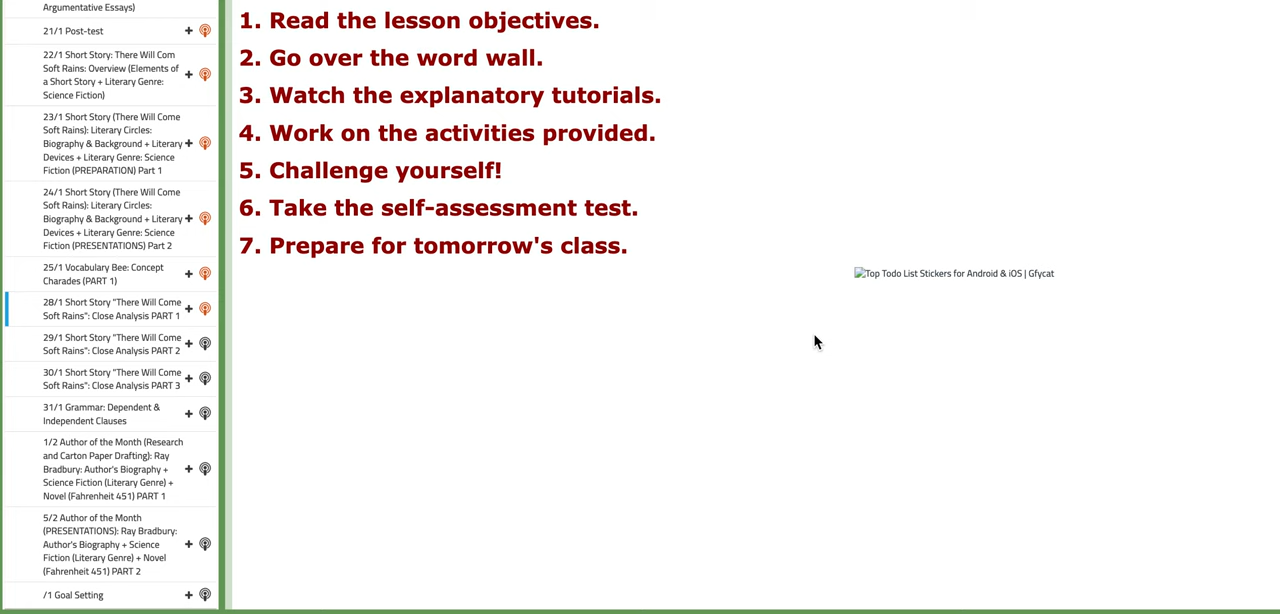 Argumentative Essays)
21/1 Post-test
22/1 Short Story: There Will Com
Soft Rains: Overview (Elements of
a Short Story + Literary Genre:
Science Fiction)
23/1 Short Story (There Will Come
Soft Rains): Literary Circles:
Biography & Background + Literary
Devices + Literary Genre: Science
Fiction (PREPARATION) Part 1
24/1 Short Story (There Will Come
Soft Rains): Literary Circles:
Biography & Background + Literary
Devices + Literary Genre: Science
Fiction (PRESENTATIONS) Part 2
25/1 Vocabulary Bee: Concept
Charades (PART 1)
28/1 Short Story "There Will Come
Soft Rains": Close Analysis PART 1
29/1 Short Story "There Will Come
Soft Rains": Close Analysis PART 2
30/1 Short Story "There Will Come
Soft Rains": Close Analysis PART 3
31/1 Grammar: Dependent &
Independent Clauses
1/2 Author of the Month (Research
and Carton Paper Drafting): Ray
Bradbury: Author's Biography +
Science Fiction (Literary Genre) +
Novel (Fahrenheit 451) PART 1
5/2 Author of the Month
(PRESENTATIONS): Ray Bradbury:
Author's Biography + Science
Fiction (Literary Genre) + Novel
(Fahrenheit 451) PART 2
/1 Goal Setting
1. Read the lesson objectives.
2. Go over the word wall.
3. Watch the explanatory tutorials.
4. Work on the activities provided.
5. Challenge yourself!
6. Take the self-assessment test.
7. Prepare for tomorrow's class.
Top Todo List Stickers for Android & iOS | Gfycat